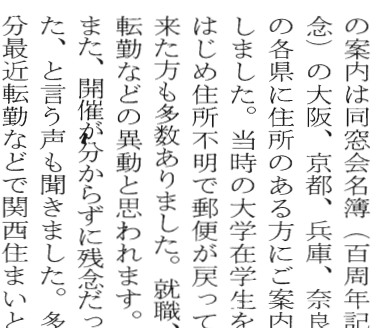 の案内は同窓会名簿（百周年記
念）の大阪、京都、兵庫、奈良
の各県に住所のある方にご案内
しました。当時の大学在学生を
はじめ住所不明で郵便が戻って
来た方も多数ありました。就職、
転勤などの異動と思われます。
また、開催が分からずに残念だっ
た、と言う声も聞きました。多
分最近転勤などで関西住まいと